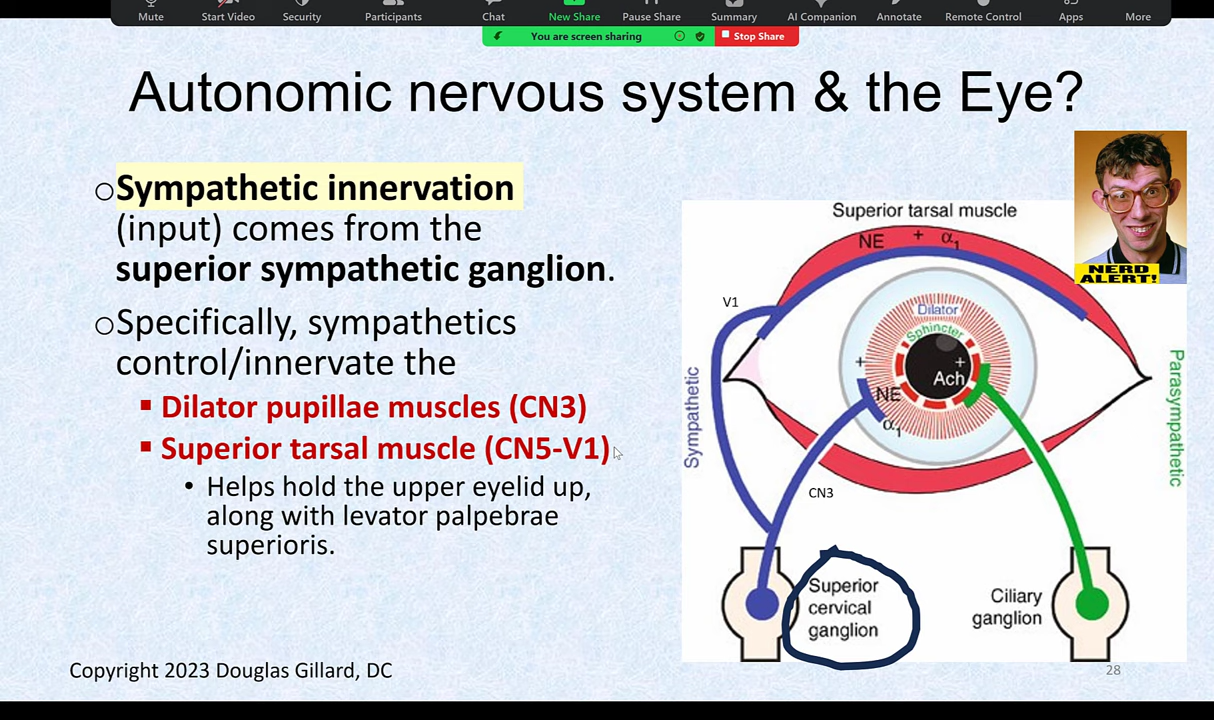 Mute Start Video Security Participants Chat New Share Pause Share Summary AI Companion Annotate Remote Control Apps More
You are screen sharing Stop Share
Autonomic nervous system & the Eye?
Sympathetic innervation
(input) comes from the
superior sympathetic ganglion.
Specifically, sympathetics
control/innervate the
Dilator pupillae muscles (CN3)
Superior tarsal muscle (CN5-V1)
• Helps hold the upper eyelid up,
along with levator palpebrae
superioris.
Copyright 2023 Douglas Gillard, DC
NERD
ALERT!
Superior tarsal muscle
NE + α1
V1
Dilator
Sphincter
+ +
Ach
NE
α1
Sympathetic
Parasympathetic
CN3
Superior
cervical
ganglion
Ciliary
ganglion
28